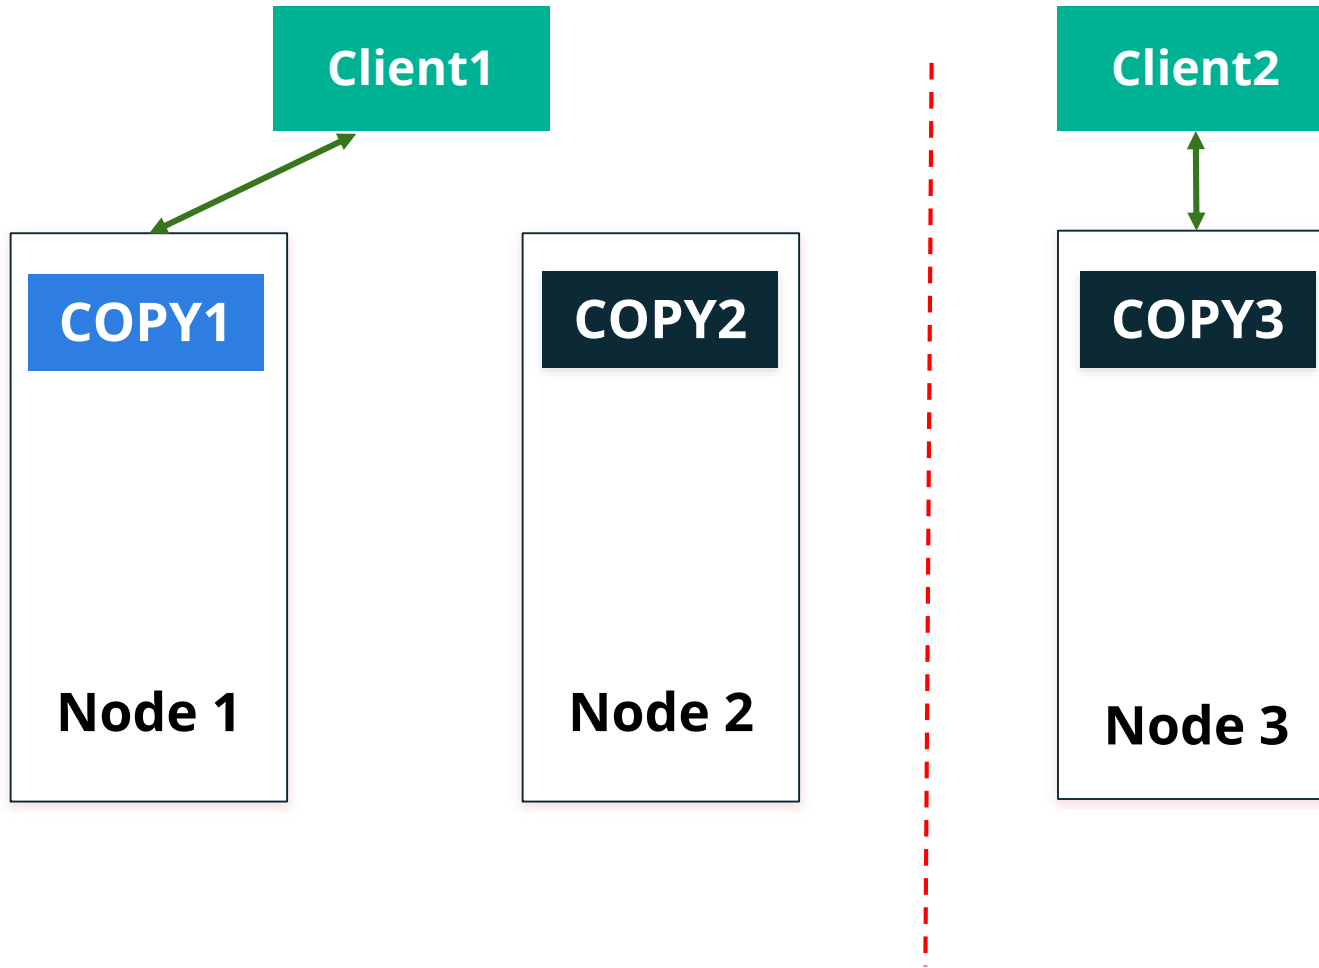 Client1
Client2
COPY1
COPY2
COPY3
Node 1
Node 2
Node 3